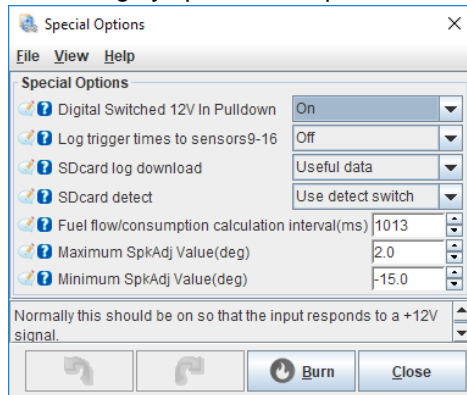 Special Options
File View Help
Special Options
Digital Switched 12V In Pulldown On
Log trigger times to sensors9-16 Off
SDcard log download Useful data
SDcard detect Use detect switch
Fuel flow/consumption calculation interval(ms) 1013
Maximum SpkAdj Value(deg) 2.0
Minimum SpkAdj Value(deg) -15.0
Normally this should be on so that the input responds to a +12V
signal.
Burn Close